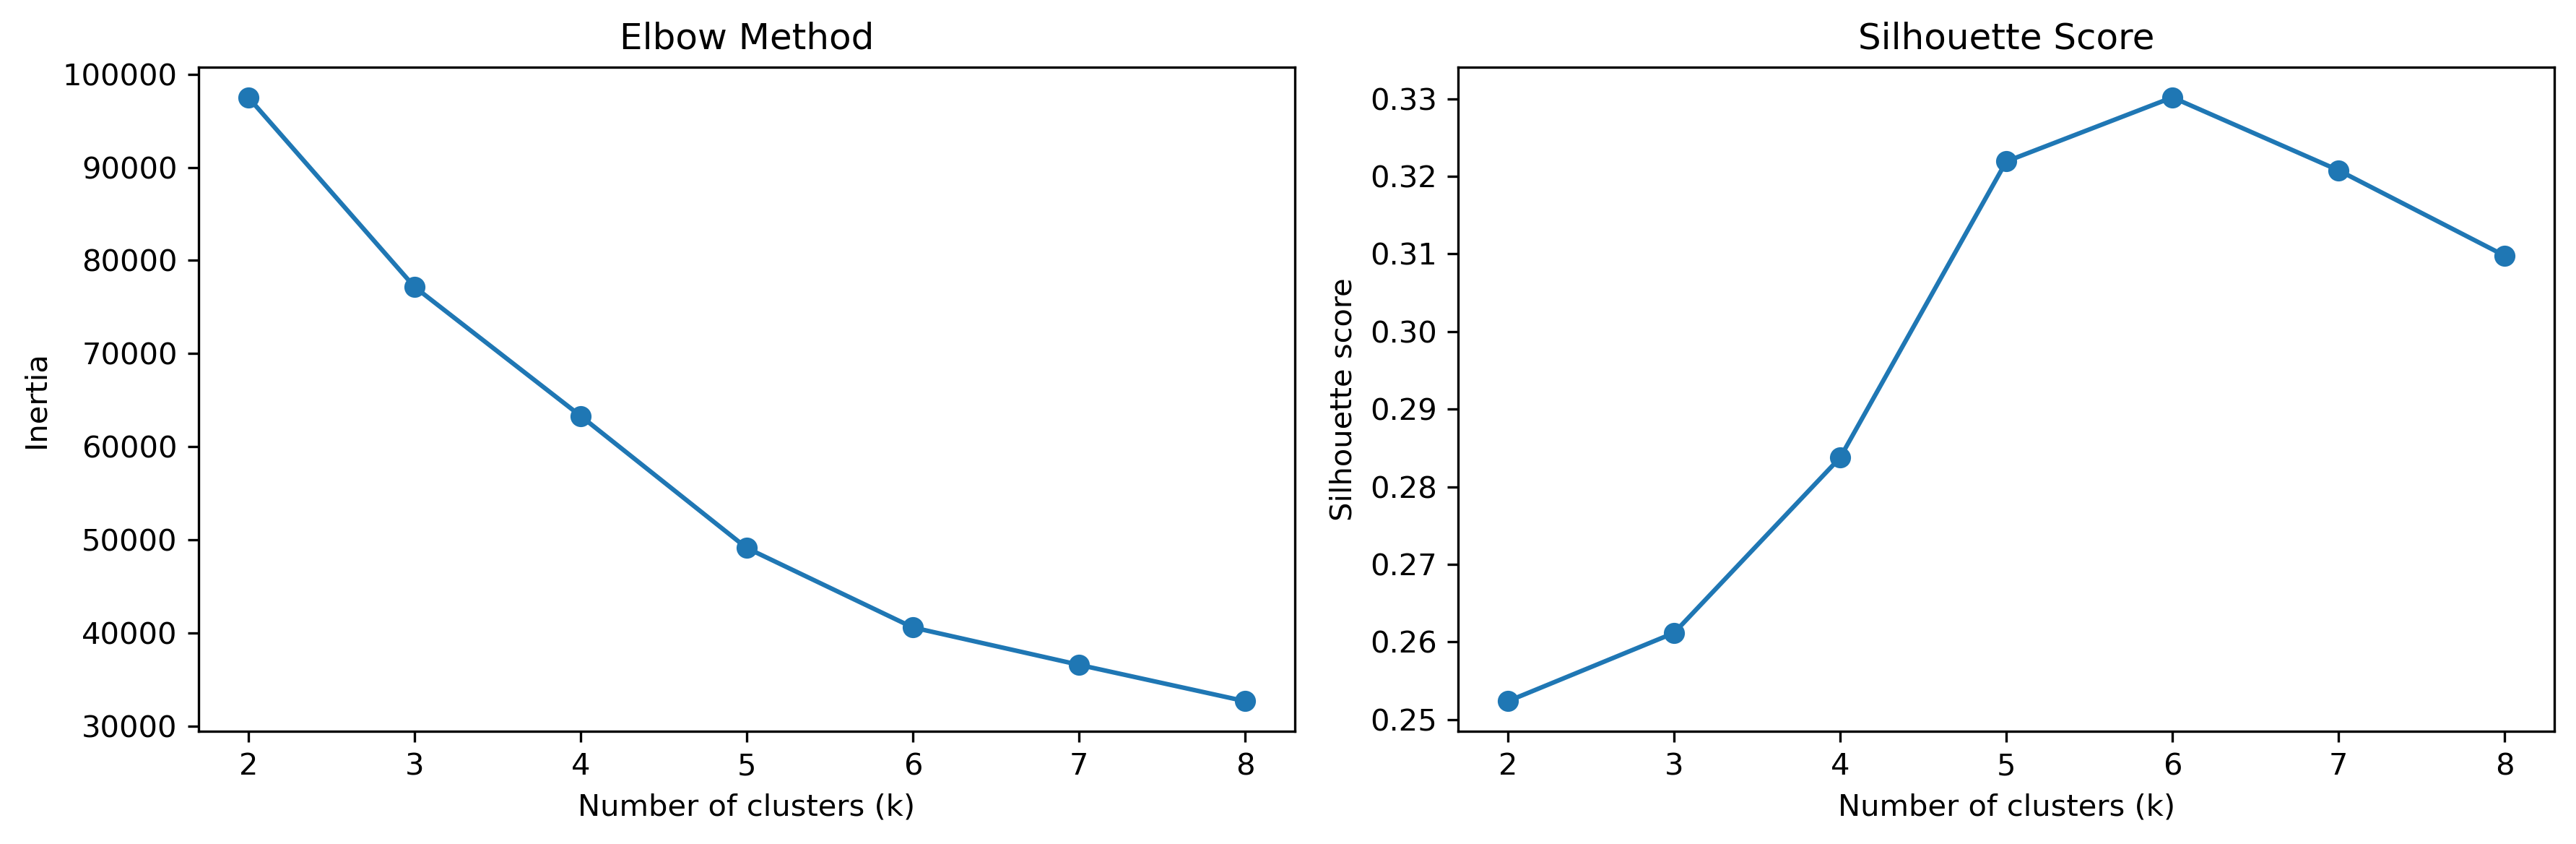 Elbow Method
100000
90000
80000
70000
60000
50000
40000
30000
Inertia
2 3 4 5 6 7 8
Number of clusters (k)
Silhouette Score
0.33
0.32
0.31
0.30
0.29
0.28
0.27
0.26
0.25
Silhouette score
2 3 4 5 6 7 8
Number of clusters (k)